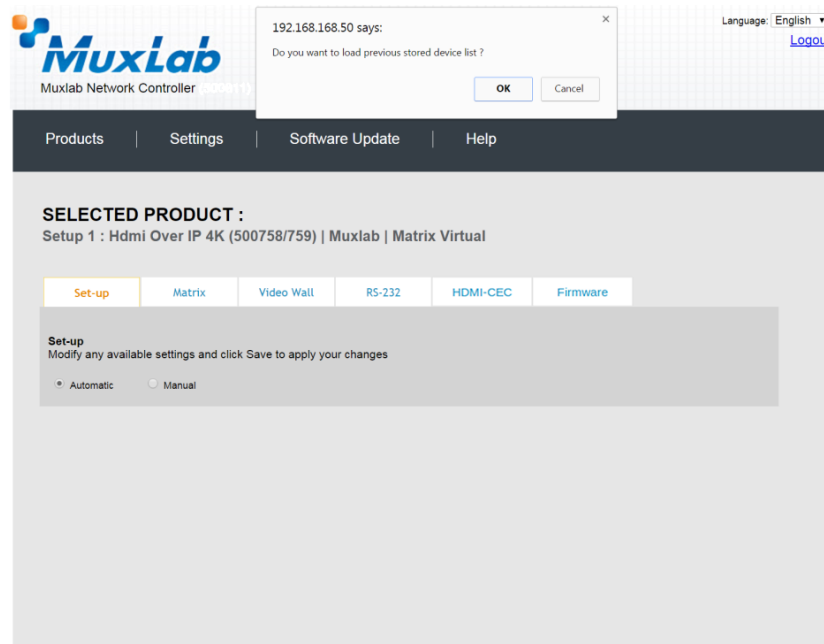 192.168.168.50 says:
Do you want to load previous stored device list ?
OK
Cancel
Language: English
Logou
MuxLab
Muxlab Network Controller
Products
Settings
Software Update
Help
SELECTED PRODUCT :
Setup 1 : Hdmi Over IP 4K (500758/759) | Muxlab | Matrix Virtual
Set-up
Matrix
Video Wall
RS-232
HDMI-CEC
Firmware
Set-up
Modify any available settings and click Save to apply your changes
Automatic
Manual